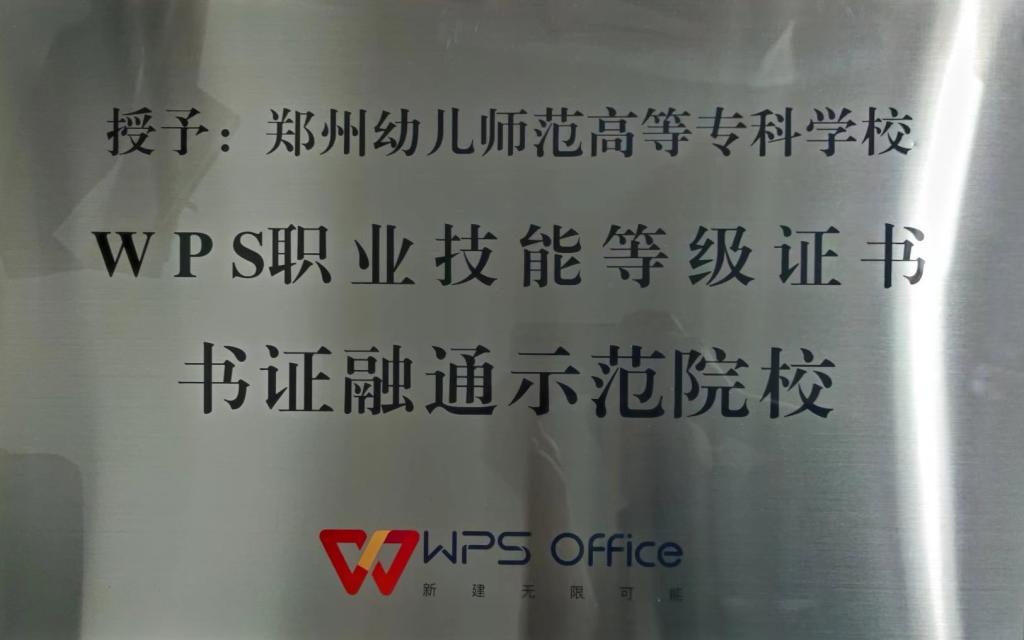 授予：郑州幼儿师范高等专科学校
WPS职业技能等级证书
书证融通示范院校
WPS Office
新建无限可能